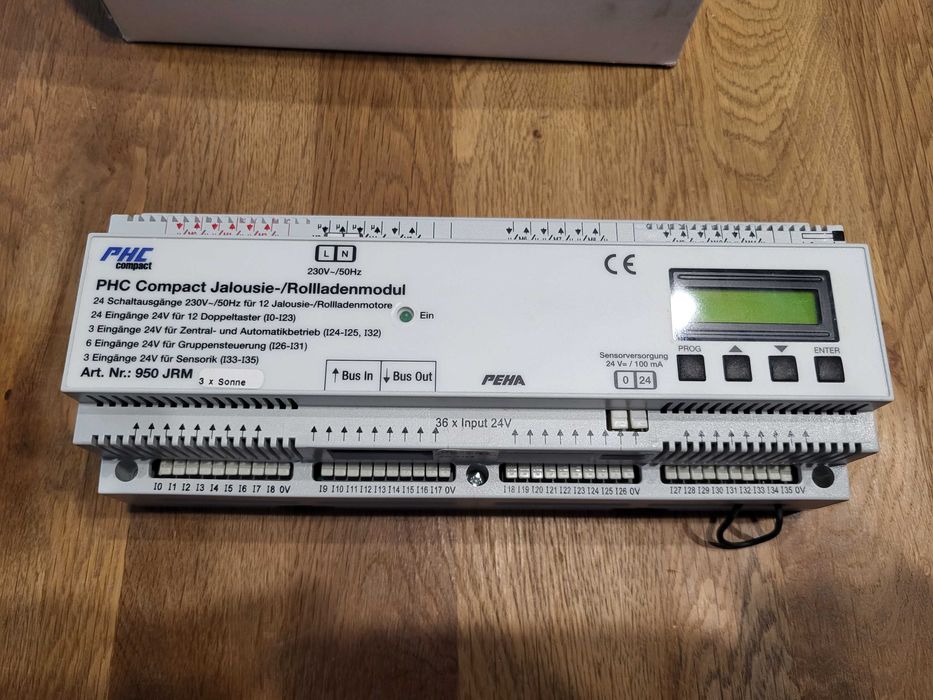 PHC
compact
L N
230V~/50Hz
PHC Compact Jalousie-/Rollladenmodul
24 Schaltausgänge 230V~/50Hz für 12 Jalousie-/Rollladenmotore
24 Eingänge 24V für 12 Doppeltaster (I0-I23)
3 Eingänge 24V für Zentral- und Automatikbetrieb (I24-I25, I32)
6 Eingänge 24V für Gruppensteuerung (I26-I31)
3 Eingänge 24V für Sensorik (I33-I35)
Art. Nr.: 950 JRM
3 x Sonne
Ein
↑ Bus In ↓ Bus Out
PEHA
CE
Sensorversorgung
24 V= / 100 mA
0 24
PROG ▲ ▼ ENTER
36 x Input 24V
I0 I1 I2 I3 I4 I5 I6 I7 I8 0V
I9 I10 I11 I12 I13 I14 I15 I16 I17 0V
I18 I19 I20 I21 I22 I23 I24 I25 I26 0V
I27 I28 I29 I30 I31 I32 I33 I34 I35 0V